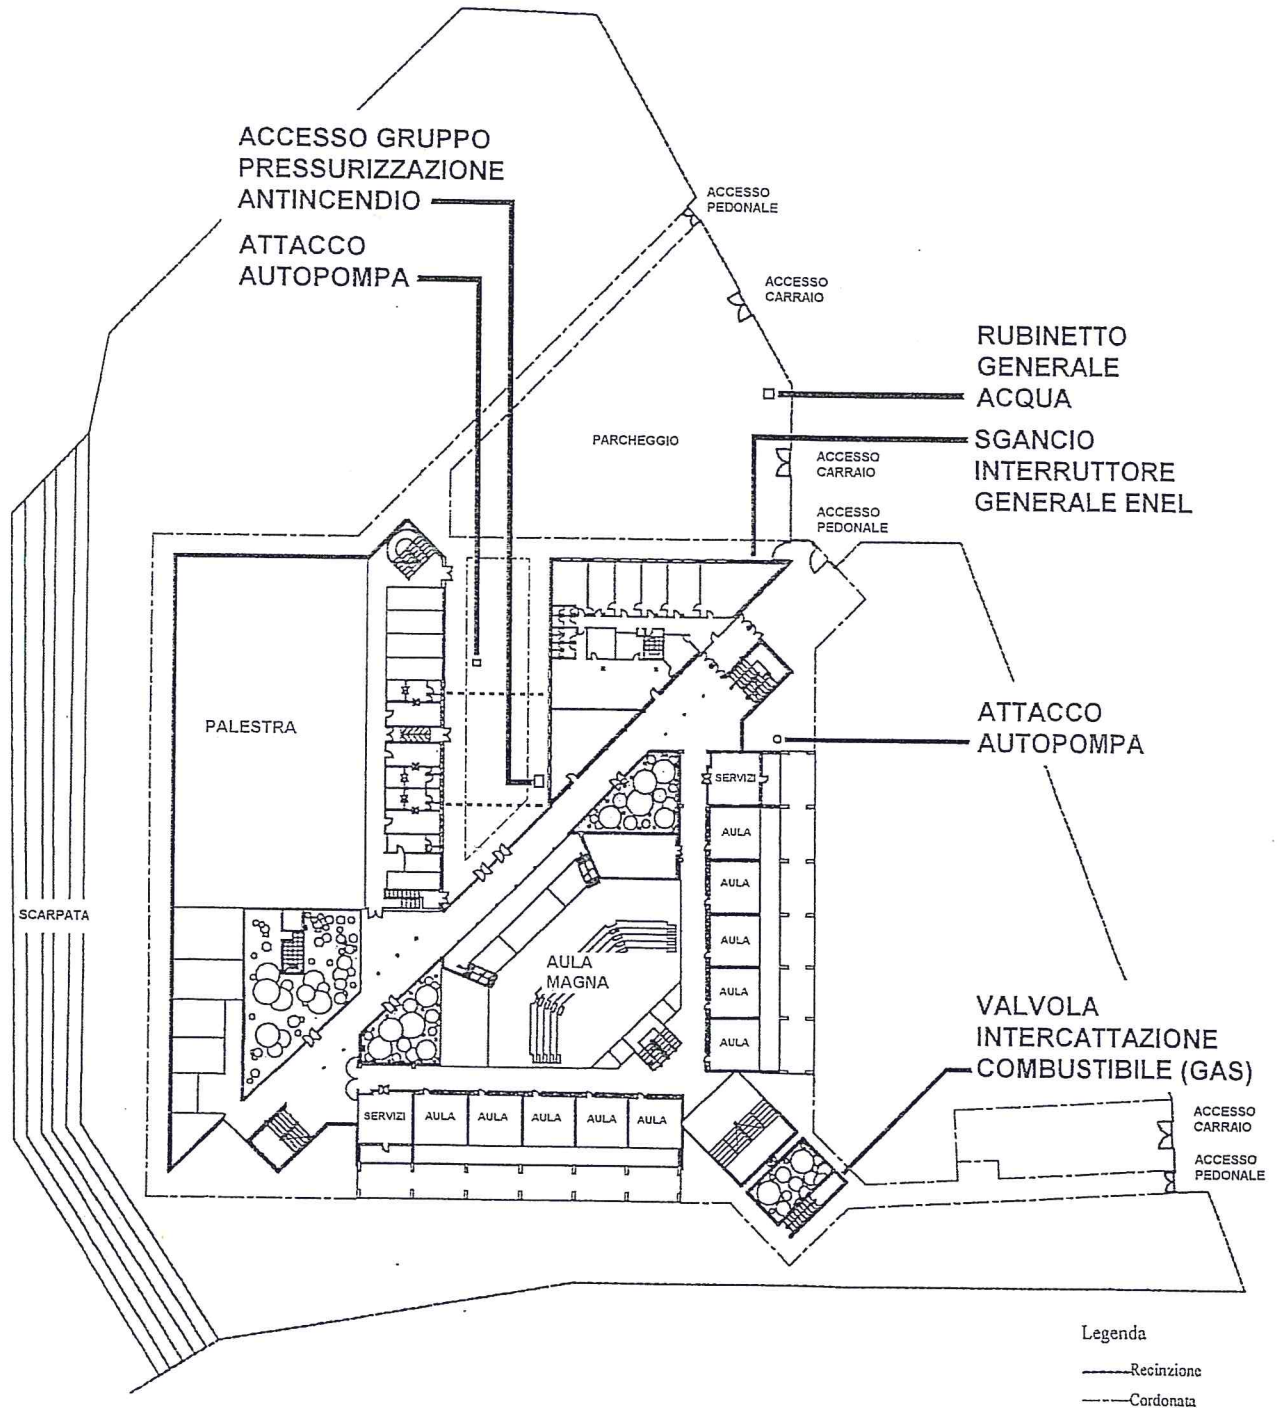 ACCESSO GRUPPO
PRESSURIZZAZIONE
ANTINCENDIO
ATTACCO
AUTOPOMPA
ACCESSO
PEDONALE
ACCESSO
CARRAIO
RUBINETTO
GENERALE
ACQUA
PARCHEGGIO
SGANCIO
INTERRUTTORE
GENERALE ENEL
ACCESSO
CARRAIO
ACCESSO
PEDONALE
PALESTRA
ATTACCO
AUTOPOMPA
SERVIZI
AULA
AULA
AULA
AULA
AULA
SCARPATA
AULA
MAGNA
VALVOLA
INTERCATTAZIONE
COMBUSTIBILE (GAS)
SERVIZI
AULA
AULA
AULA
AULA
AULA
ACCESSO
CARRAIO
ACCESSO
PEDONALE
Legenda
Recinzione
Cordonata